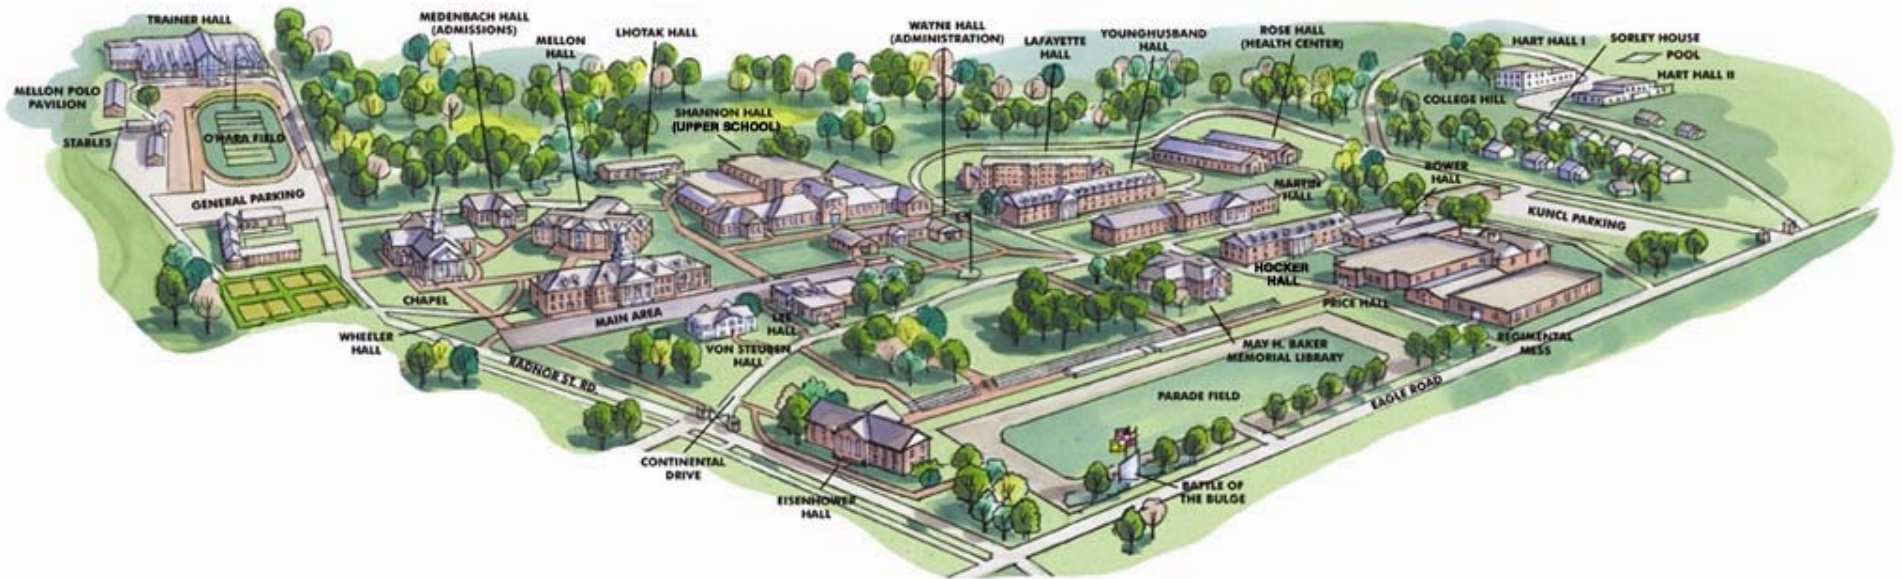 TRAINER HALL
MEDENBACH HALL
(ADMISSIONS)
MELLON
HALL
LHOTAK HALL
WAYNE HALL
(ADMINISTRATION)
LAFAYETTE
HALL
YOUNGHUSBAND
HALL
ROSE HALL
(HEALTH CENTER)
HART HALL I
SORLEY HOUSE
POOL
HART HALL II
MELLON POLO
PAVILION
STABLES
O'HARA FIELD
SHANNON HALL
(UPPER SCHOOL)
COLLEGE HILL
GENERAL PARKING
MARTIN
HALL
BOWER
HALL
KUNCL PARKING
CHAPEL
HOCKER
HALL
PRICE HALL
WHEELER
HALL
MAIN AREA
LEE
HALL
VON STEUBEN
HALL
MAY H. BAKER
MEMORIAL LIBRARY
REGIMENTAL
MESS
RADNOR ST. RD.
PARADE FIELD
EAGLE ROAD
CONTINENTAL
DRIVE
EISENHOWER
HALL
BATTLE OF
THE BULGE